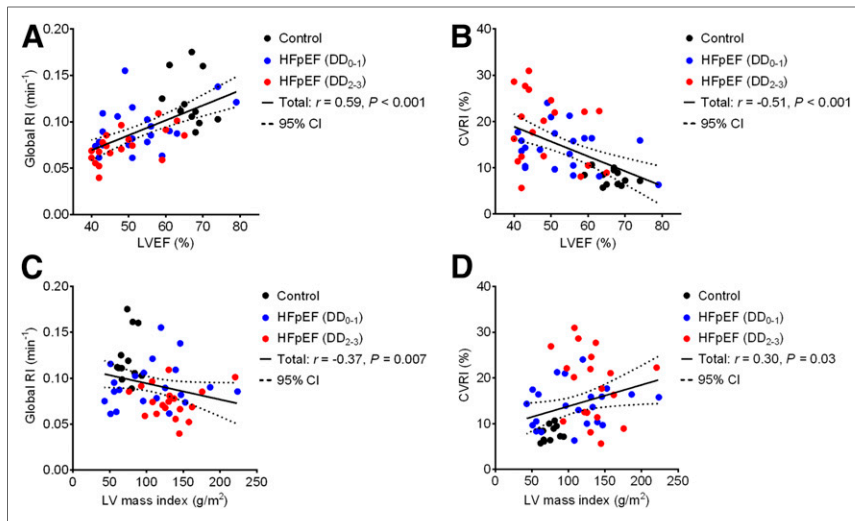 A
Global RI (min⁻¹)
0.20
0.15
0.10
0.05
0.00
40 50 60 70 80
LVEF (%)
Control
HFpEF (DD₀₋₁)
HFpEF (DD₂₋₃)
Total: r = 0.59, P < 0.001
95% CI
B
CVRI (%)
40
30
20
10
0
40 50 60 70 80
LVEF (%)
Control
HFpEF (DD₀₋₁)
HFpEF (DD₂₋₃)
Total: r = -0.51, P < 0.001
95% CI
C
Global RI (min⁻¹)
0.20
0.15
0.10
0.05
0.00
0 50 100 150 200 250
LV mass index (g/m²)
Control
HFpEF (DD₀₋₁)
HFpEF (DD₂₋₃)
Total: r = -0.37, P = 0.007
95% CI
D
CVRI (%)
40
30
20
10
0
0 50 100 150 200 250
LV mass index (g/m²)
Control
HFpEF (DD₀₋₁)
HFpEF (DD₂₋₃)
Total: r = 0.30, P = 0.03
95% CI